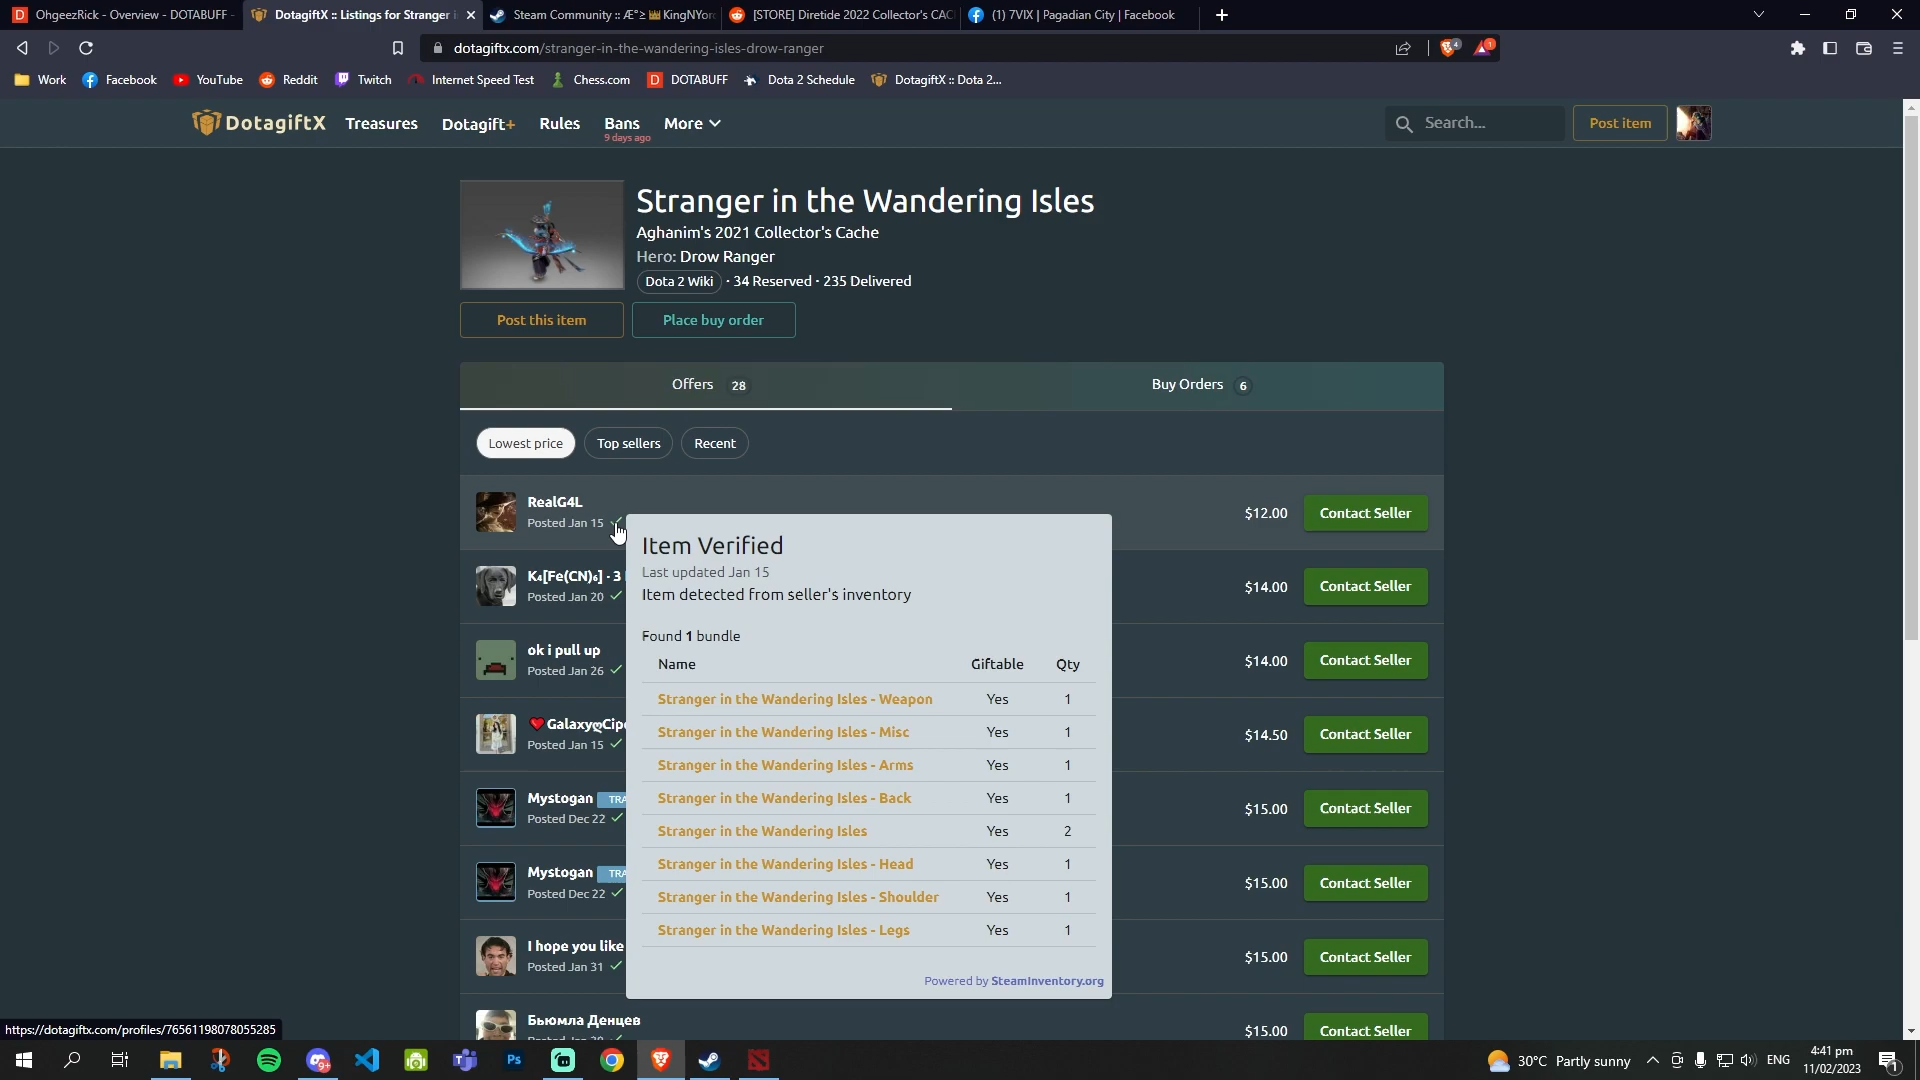 OhgeezRick - Overview - DOTABUFF -
DotagiftX :: Listings for Stranger i
Steam Community :: Æ°≥ 👑 KingNYor
[STORE] Diretide 2022 Collector's CAC
(1) 7VIX | Pagadian City | Facebook
dotagiftx.com/stranger-in-the-wandering-isles-drow-ranger
4
1
Work Facebook YouTube Reddit Twitch Internet Speed Test Chess.com DOTABUFF Dota 2 Schedule DotagiftX :: Dota 2...
DotagiftX Treasures Dotagift+ Rules Bans More Search... Post item
9 days ago
Stranger in the Wandering Isles
Aghanim's 2021 Collector's Cache
Hero: Drow Ranger
Dota 2 Wiki · 34 Reserved · 235 Delivered
Post this item Place buy order
Offers 28 Buy Orders 6
Lowest price Top sellers Recent
RealG4L
Posted Jan 15
$12.00 Contact Seller
K₄[Fe(CN)₆] - 3
Posted Jan 20
$14.00 Contact Seller
ok i pull up
Posted Jan 26
$14.00 Contact Seller
❤GalaxyღCip
Posted Jan 15
$14.50 Contact Seller
Mystogan TRA
Posted Dec 22
$15.00 Contact Seller
Mystogan TRA
Posted Dec 22
$15.00 Contact Seller
I hope you like
Posted Jan 31
$15.00 Contact Seller
Бьюмла Денцев
$15.00 Contact Seller
Item Verified
Last updated Jan 15
Item detected from seller's inventory
Found 1 bundle
Name Giftable Qty
Stranger in the Wandering Isles - Weapon Yes 1
Stranger in the Wandering Isles - Misc Yes 1
Stranger in the Wandering Isles - Arms Yes 1
Stranger in the Wandering Isles - Back Yes 1
Stranger in the Wandering Isles Yes 2
Stranger in the Wandering Isles - Head Yes 1
Stranger in the Wandering Isles - Shoulder Yes 1
Stranger in the Wandering Isles - Legs Yes 1
Powered by SteamInventory.org
https://dotagiftx.com/profiles/76561198078055285
9+
Ps
30°C Partly sunny
ENG
4:41 pm
11/02/2023
1